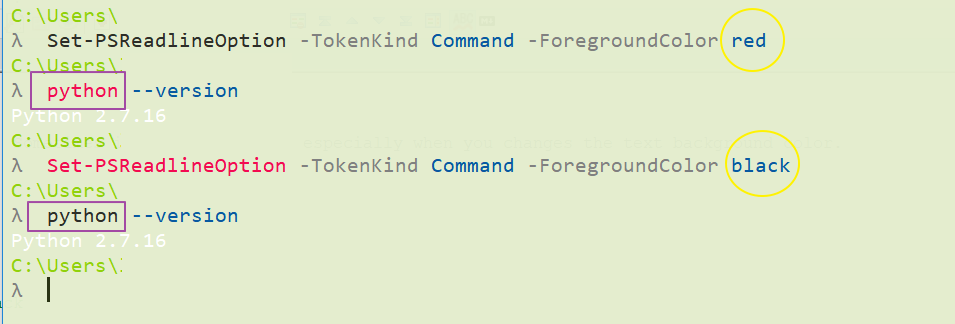 C:\Users\
λ Set-PSReadlineOption -TokenKind Command -ForegroundColor red
C:\Users\
λ python --version
Python 2.7.16
C:\Users\
especially when you changes the text background color
λ Set-PSReadlineOption -TokenKind Command -ForegroundColor black
C:\Users\
λ python --version
Python 2.7.16
C:\Users\
λ